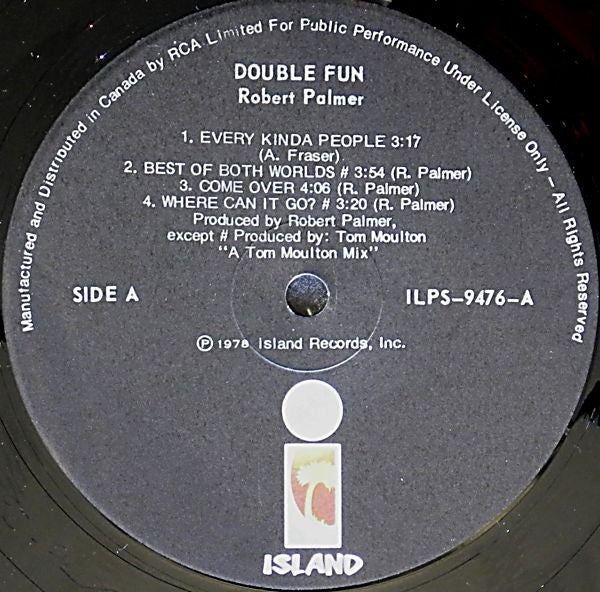 Manufactured and Distributed in Canada by RCA Limited For Public Performance Under License Only – All Rights Reserved
DOUBLE FUN
Robert Palmer
1. EVERY KINDA PEOPLE 3:17
(A. Fraser)
2. BEST OF BOTH WORLDS # 3:54 (R. Palmer)
3. COME OVER 4:06 (R. Palmer)
4. WHERE CAN IT GO? # 3:20 (R. Palmer)
Produced by Robert Palmer,
except # Produced by: Tom Moulton
"A Tom Moulton Mix"
SIDE A
ILPS-9476-A
℗ 1978 Island Records, Inc.
ISLAND